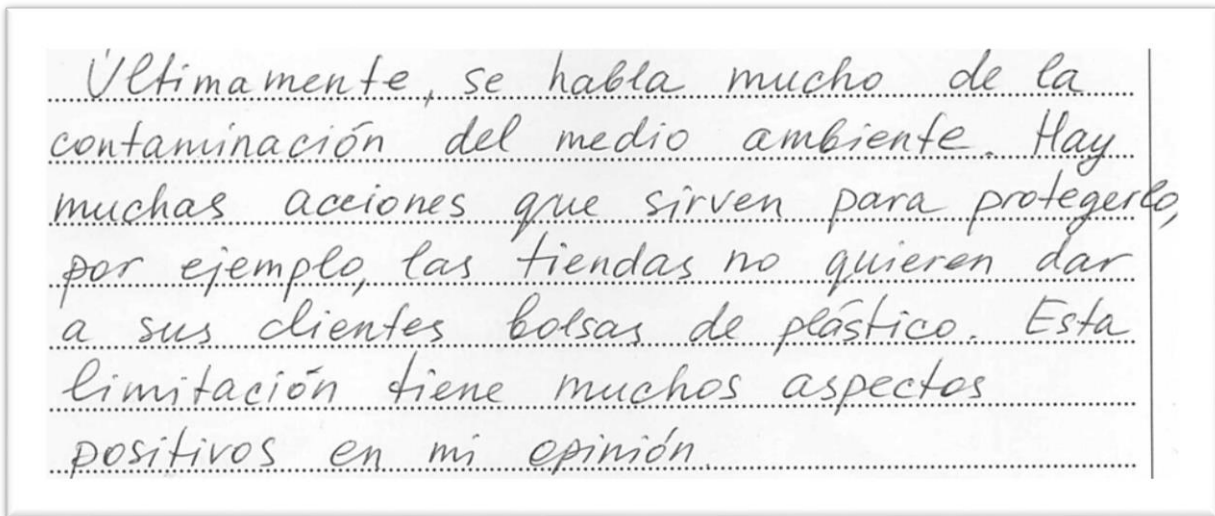 Últimamente, se habla mucho de la
contaminación del medio ambiente. Hay
muchas acciones que sirven para protegerlo,
por ejemplo, las tiendas no quieren dar
a sus clientes bolsas de plástico. Esta
limitación tiene muchos aspectos
positivos en mi opinión.